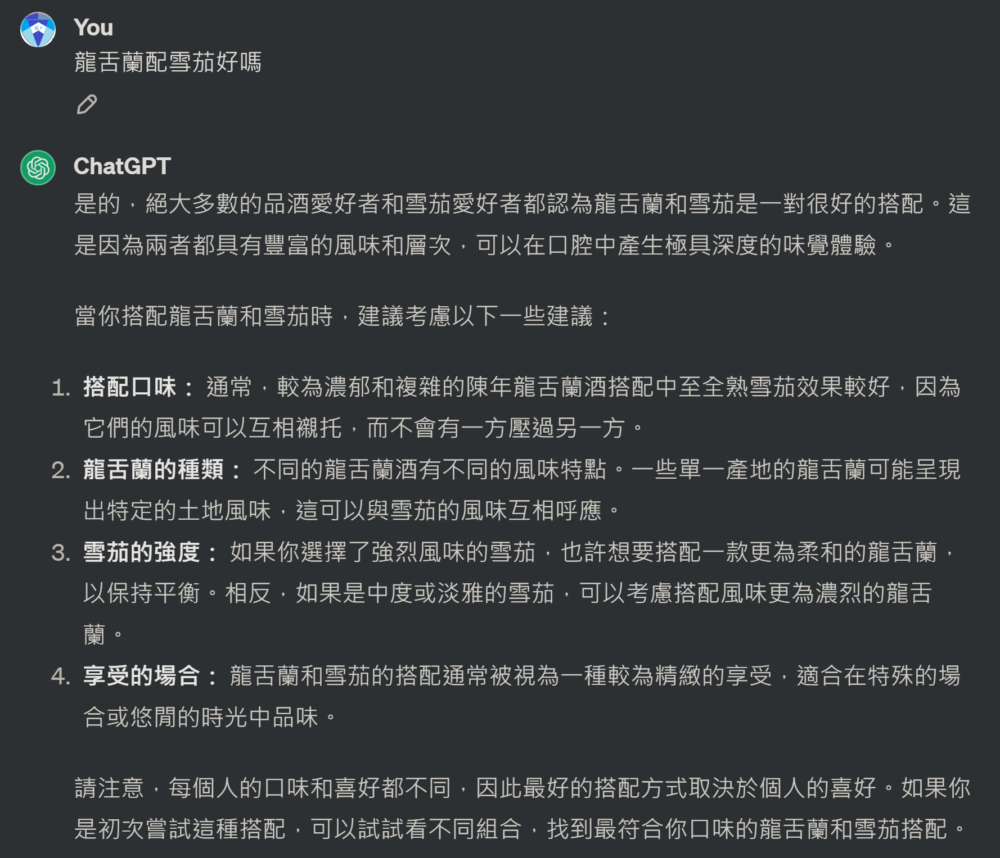 You
龍舌蘭配雪茄好嗎
ChatGPT
是的，絕大多數的品酒愛好者和雪茄愛好者都認為龍舌蘭和雪茄是一對很好的搭配。這
是因為兩者都具有豐富的風味和層次，可以在口腔中產生極具深度的味覺體驗。
當你搭配龍舌蘭和雪茄時，建議考慮以下一些建議：
1. 搭配口味： 通常，較為濃郁和複雜的陳年龍舌蘭酒搭配中至全熟雪茄效果較好，因為
它們的風味可以互相襯托，而不會有一方壓過另一方。
2. 龍舌蘭的種類： 不同的龍舌蘭酒有不同的風味特點。一些單一產地的龍舌蘭可能呈現
出特定的土地風味，這可以與雪茄的風味互相呼應。
3. 雪茄的強度： 如果你選擇了強烈風味的雪茄，也許想要搭配一款更為柔和的龍舌蘭，
以保持平衡。相反，如果是中度或淡雅的雪茄，可以考慮搭配風味更為濃烈的龍舌
蘭。
4. 享受的場合： 龍舌蘭和雪茄的搭配通常被視為一種較為精緻的享受，適合在特殊的場
合或悠閒的時光中品味。
請注意，每個人的口味和喜好都不同，因此最好的搭配方式取決於個人的喜好。如果你
是初次嘗試這種搭配，可以試試看不同組合，找到最符合你口味的龍舌蘭和雪茄搭配。